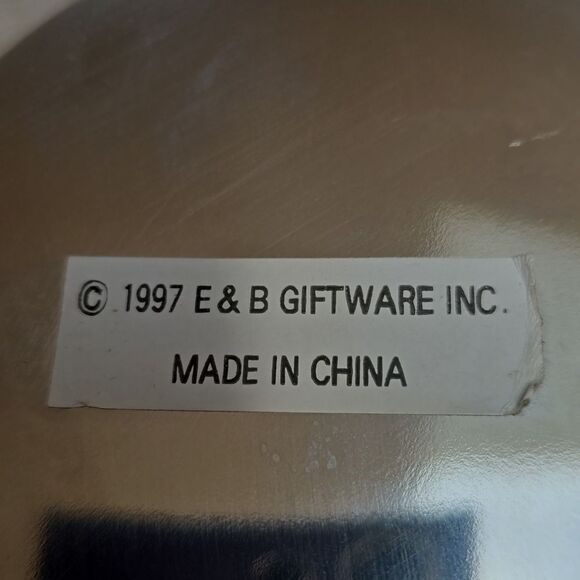 © 1997 E & B GIFTWARE INC.
MADE IN CHINA